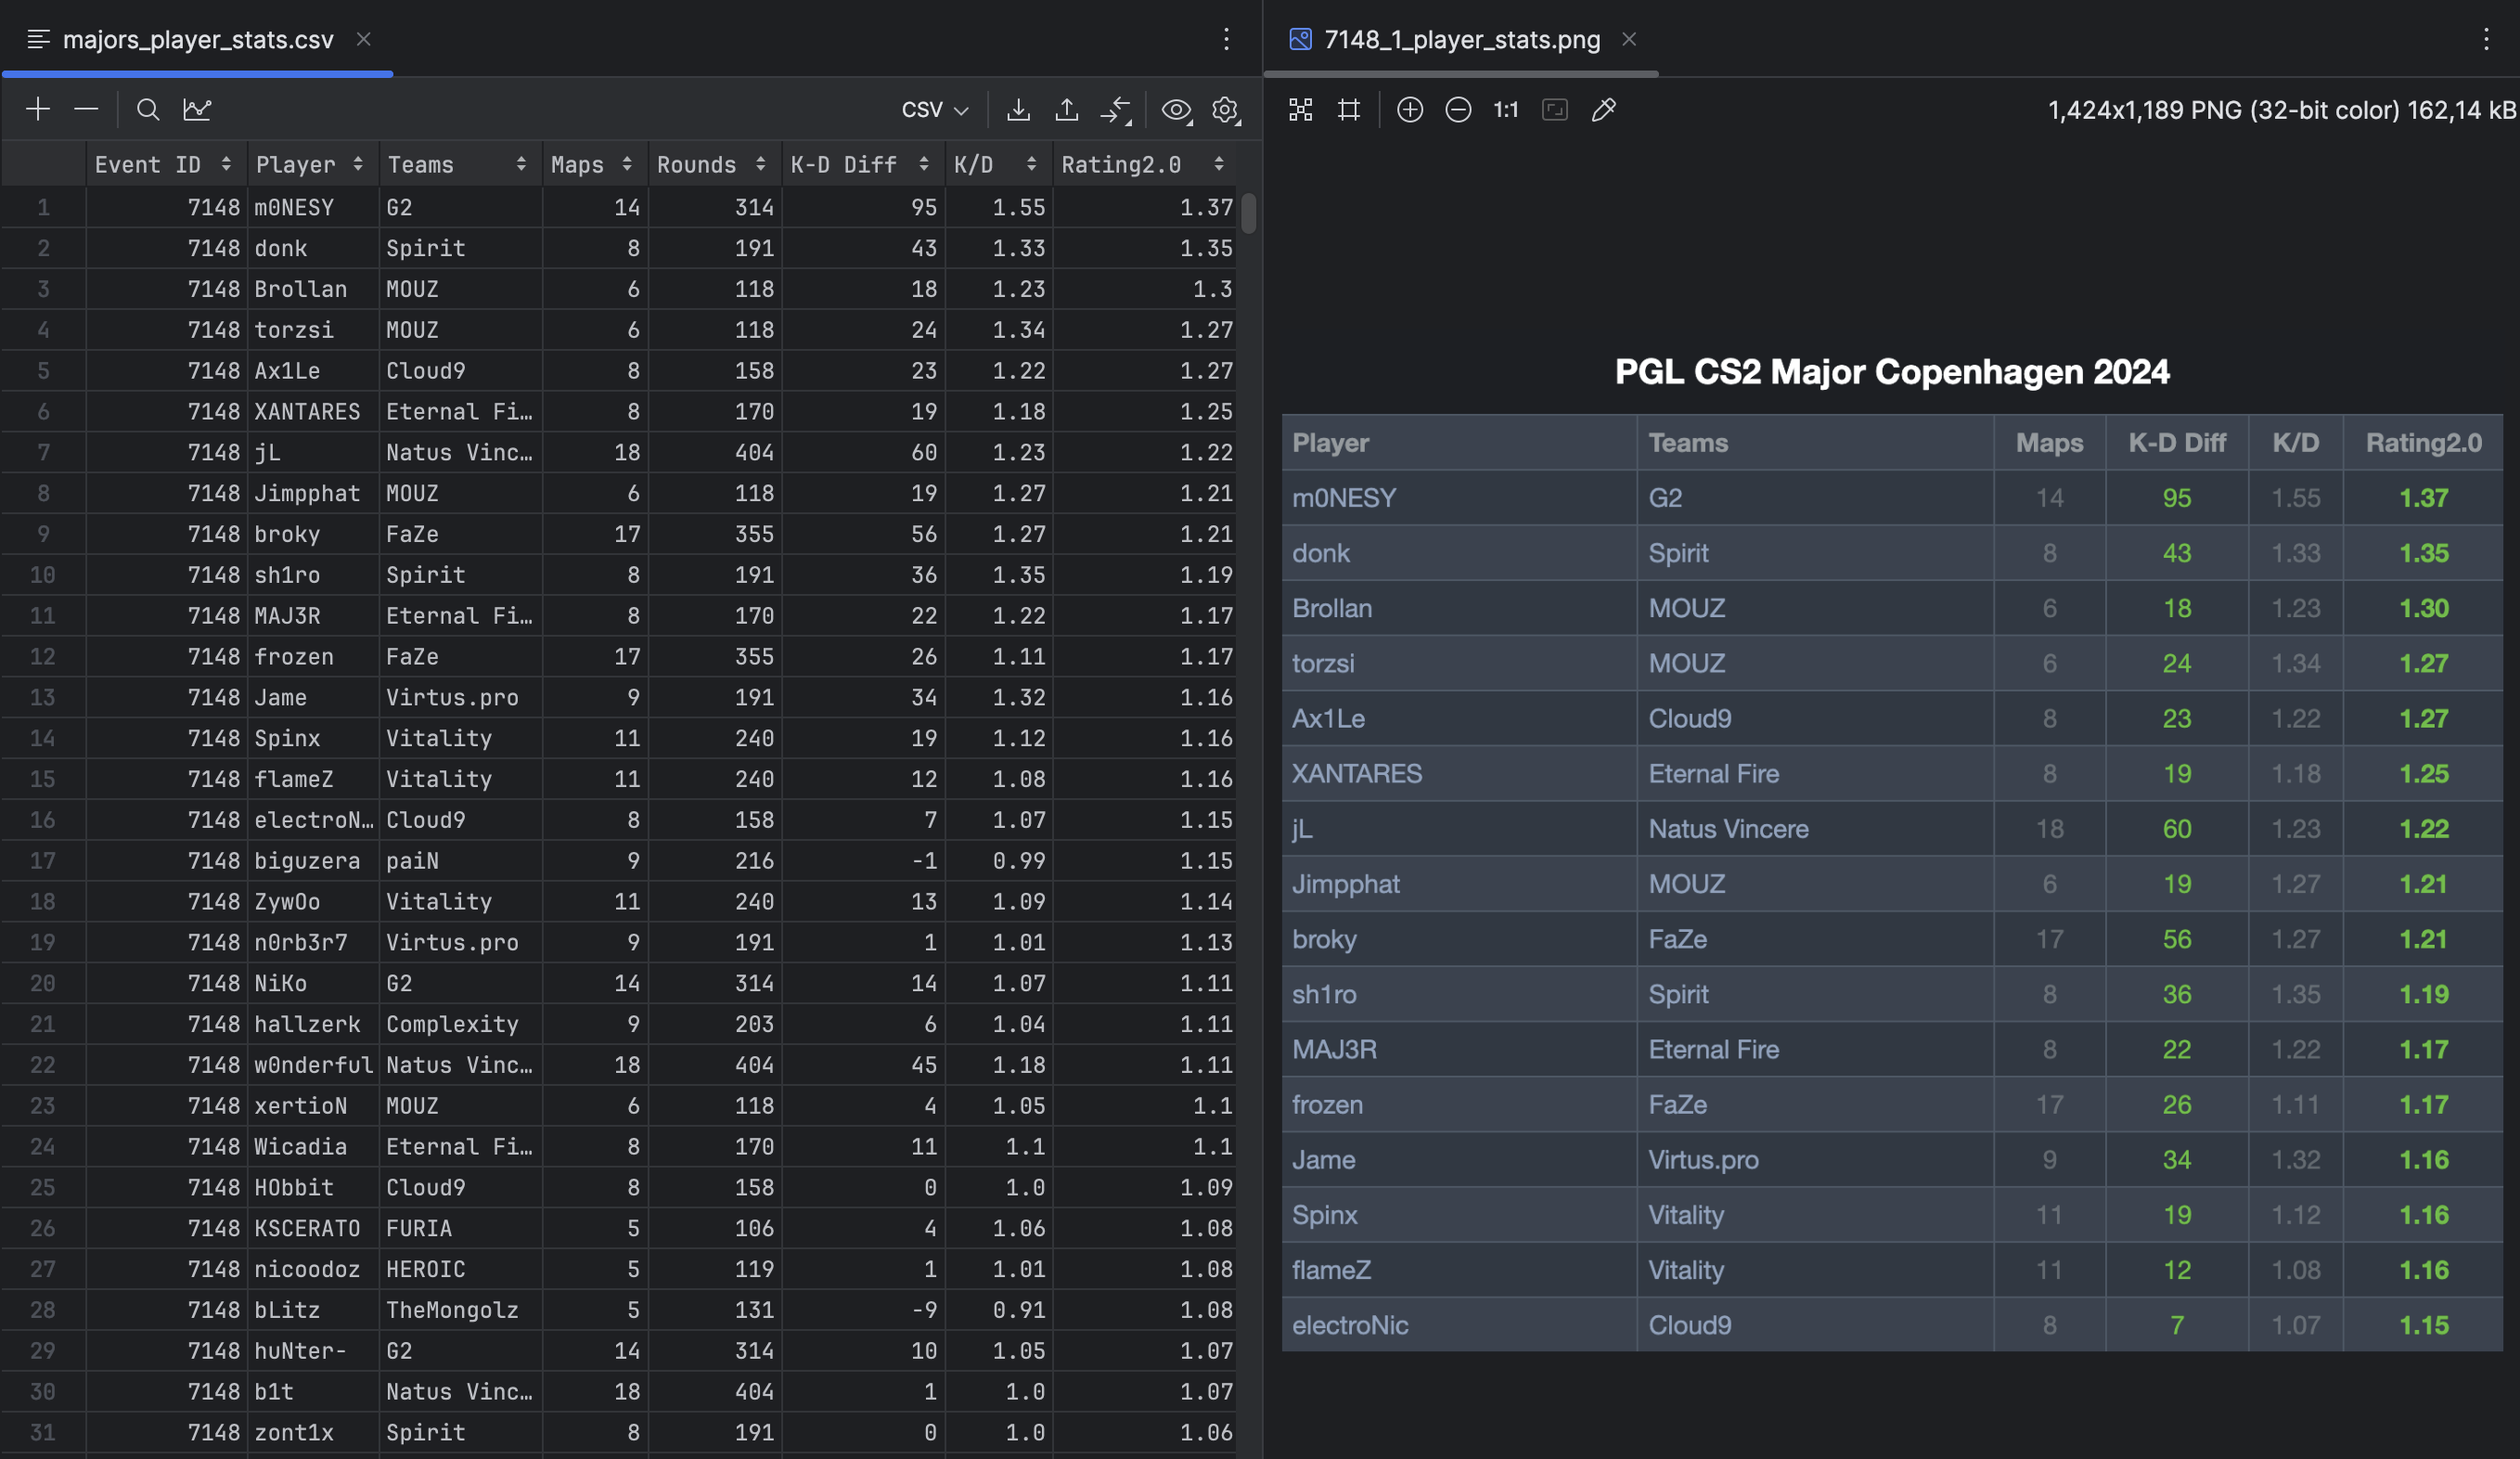 majors_player_stats.csv
CSV
Event ID Player Teams Maps Rounds K-D Diff K/D Rating2.0
1 7148 m0NESY G2 14 314 95 1.55 1.37
2 7148 donk Spirit 8 191 43 1.33 1.35
3 7148 Brollan MOUZ 6 118 18 1.23 1.3
4 7148 torzsi MOUZ 6 118 24 1.34 1.27
5 7148 Ax1Le Cloud9 8 158 23 1.22 1.27
6 7148 XANTARES Eternal Fi… 8 170 19 1.18 1.25
7 7148 jL Natus Vinc… 18 404 60 1.23 1.22
8 7148 Jimpphat MOUZ 6 118 19 1.27 1.21
9 7148 broky FaZe 17 355 56 1.27 1.21
10 7148 sh1ro Spirit 8 191 36 1.35 1.19
11 7148 MAJ3R Eternal Fi… 8 170 22 1.22 1.17
12 7148 frozen FaZe 17 355 26 1.11 1.17
13 7148 Jame Virtus.pro 9 191 34 1.32 1.16
14 7148 Spinx Vitality 11 240 19 1.12 1.16
15 7148 flameZ Vitality 11 240 12 1.08 1.16
16 7148 electroN… Cloud9 8 158 7 1.07 1.15
17 7148 biguzera paiN 9 216 -1 0.99 1.15
18 7148 ZywOo Vitality 11 240 13 1.09 1.14
19 7148 n0rb3r7 Virtus.pro 9 191 1 1.01 1.13
20 7148 NiKo G2 14 314 14 1.07 1.11
21 7148 hallzerk Complexity 9 203 6 1.04 1.11
22 7148 w0nderful Natus Vinc… 18 404 45 1.18 1.11
23 7148 xertioN MOUZ 6 118 4 1.05 1.1
24 7148 Wicadia Eternal Fi… 8 170 11 1.1 1.1
25 7148 HObbit Cloud9 8 158 0 1.0 1.09
26 7148 KSCERATO FURIA 5 106 4 1.06 1.08
27 7148 nicoodoz HEROIC 5 119 1 1.01 1.08
28 7148 bLitz TheMongolz 5 131 -9 0.91 1.08
29 7148 huNter- G2 14 314 10 1.05 1.07
30 7148 b1t Natus Vinc… 18 404 1 1.0 1.07
31 7148 zont1x Spirit 8 191 0 1.0 1.06
7148_1_player_stats.png
1:1
1,424x1,189 PNG (32-bit color) 162,14 kB
PGL CS2 Major Copenhagen 2024
Player Teams Maps K-D Diff K/D Rating2.0
m0NESY G2 14 95 1.55 1.37
donk Spirit 8 43 1.33 1.35
Brollan MOUZ 6 18 1.23 1.30
torzsi MOUZ 6 24 1.34 1.27
Ax1Le Cloud9 8 23 1.22 1.27
XANTARES Eternal Fire 8 19 1.18 1.25
jL Natus Vincere 18 60 1.23 1.22
Jimpphat MOUZ 6 19 1.27 1.21
broky FaZe 17 56 1.27 1.21
sh1ro Spirit 8 36 1.35 1.19
MAJ3R Eternal Fire 8 22 1.22 1.17
frozen FaZe 17 26 1.11 1.17
Jame Virtus.pro 9 34 1.32 1.16
Spinx Vitality 11 19 1.12 1.16
flameZ Vitality 11 12 1.08 1.16
electroNic Cloud9 8 7 1.07 1.15